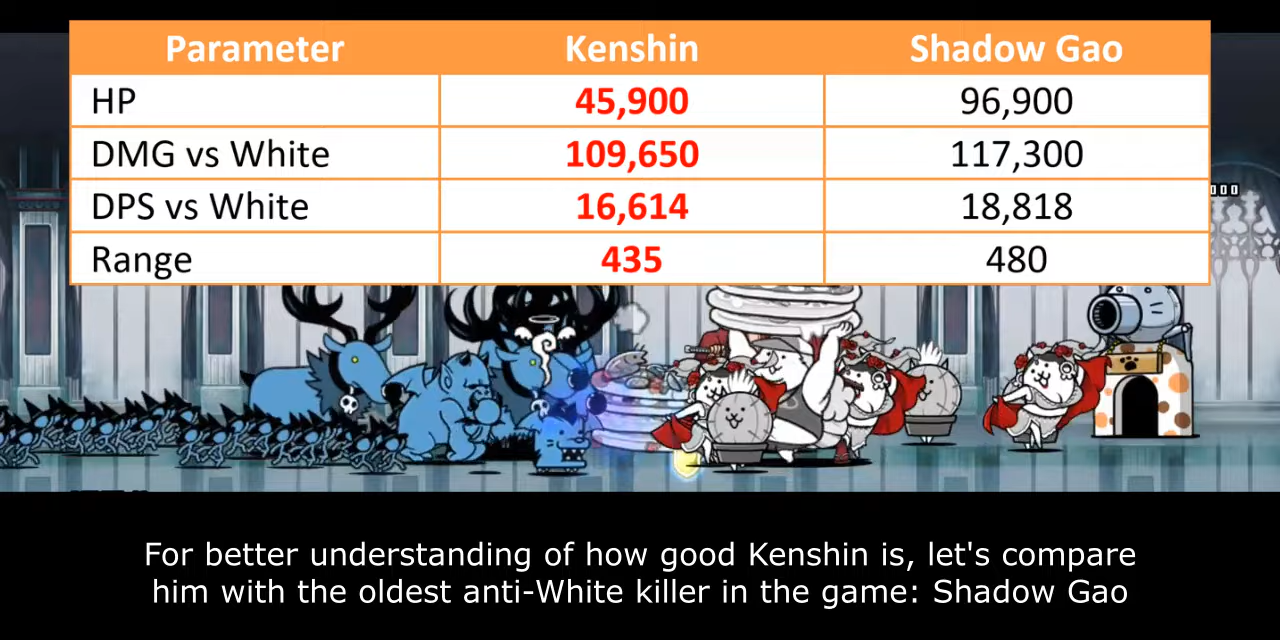 Parameter Kenshin Shadow Gao
HP 45,900 96,900
DMG vs White 109,650 117,300
DPS vs White 16,614 18,818
Range 435 480
For better understanding of how good Kenshin is, let's compare
him with the oldest anti-White killer in the game: Shadow Gao